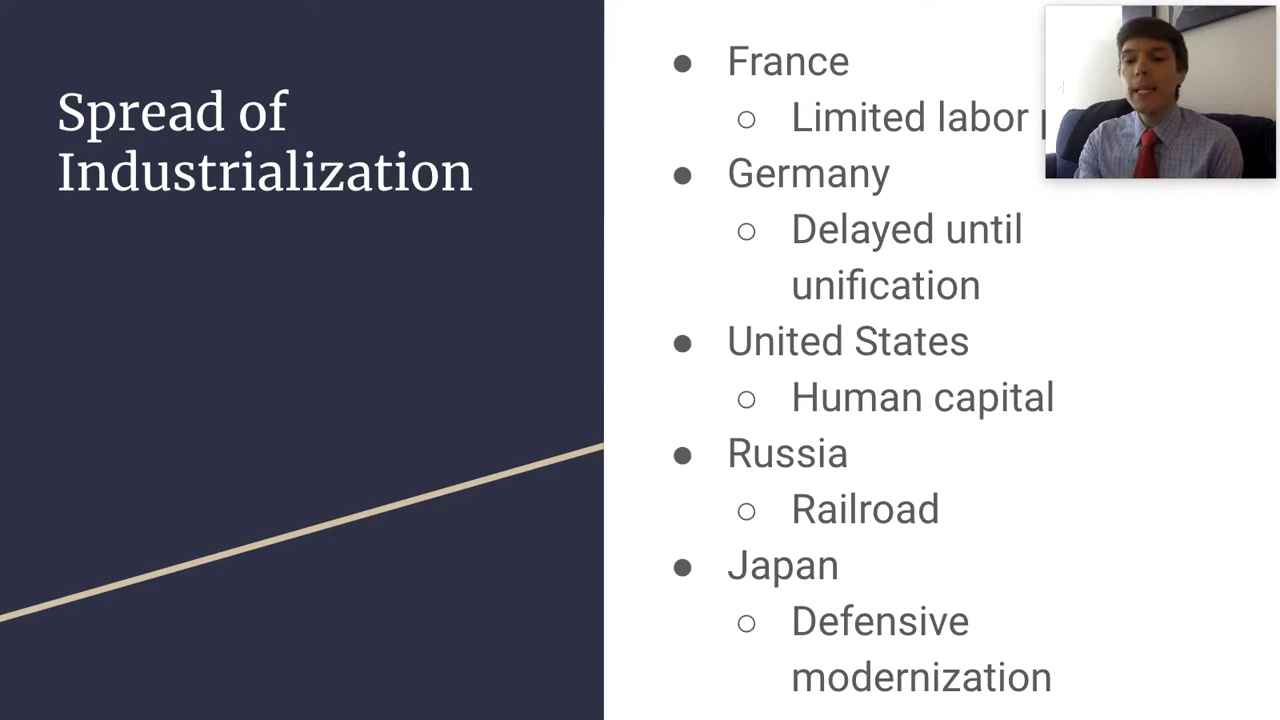 Spread of
Industrialization
● France
○ Limited labor
● Germany
○ Delayed until
unification
● United States
○ Human capital
● Russia
○ Railroad
● Japan
○ Defensive
modernization